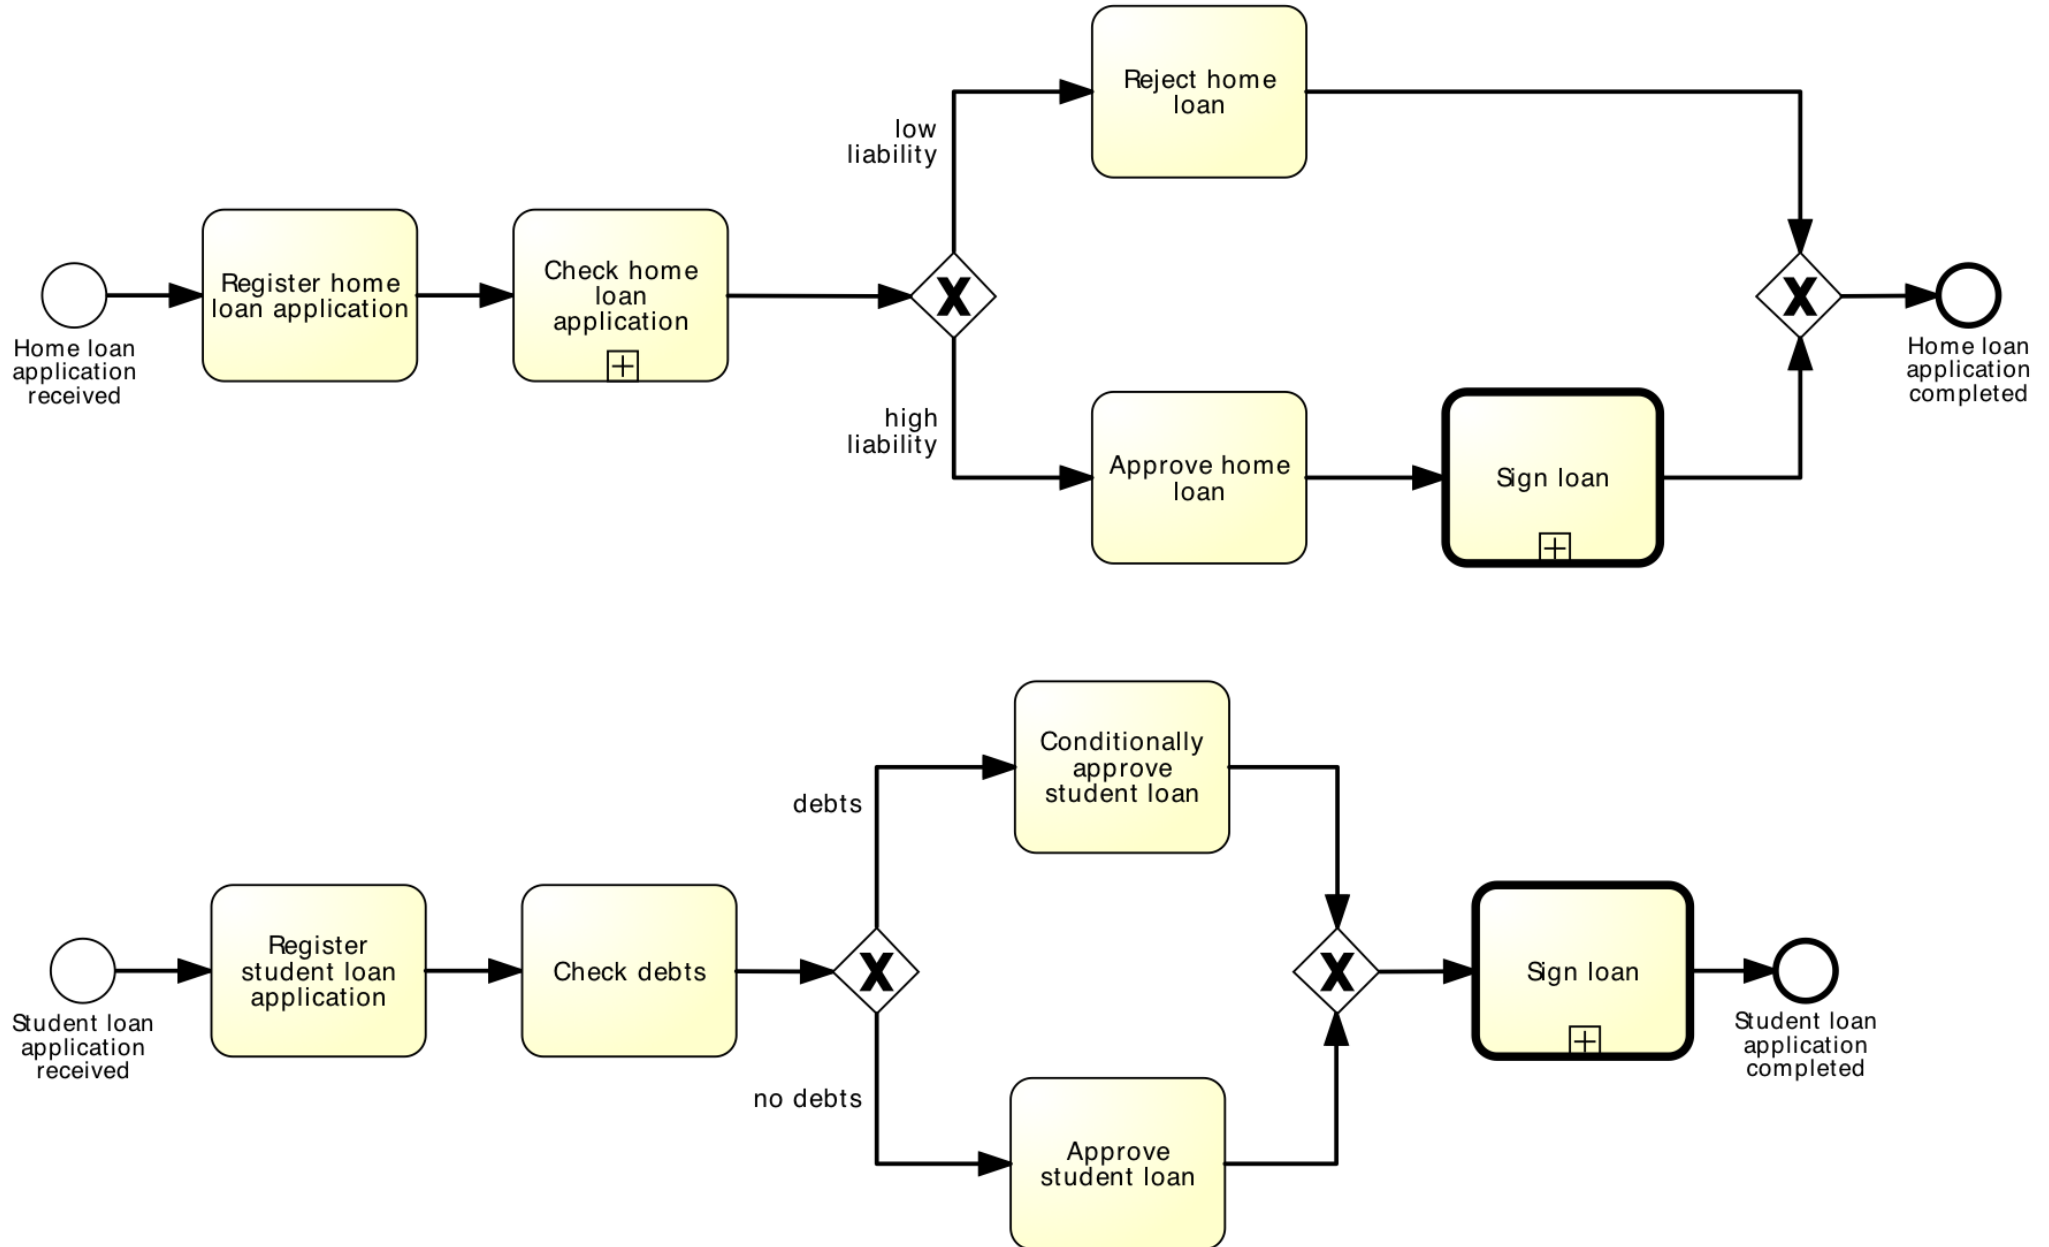 Reject home
loan
low
liability
Register home
loan application
Check home
loan
application
X
X
Home loan
application
received
Home loan
application
completed
high
liability
Approve home
loan
Sign loan
Conditionally
approve
student loan
debts
Register
student loan
application
Check debts
X
X
Sign loan
Student loan
application
received
Student loan
application
completed
no debts
Approve
student loan